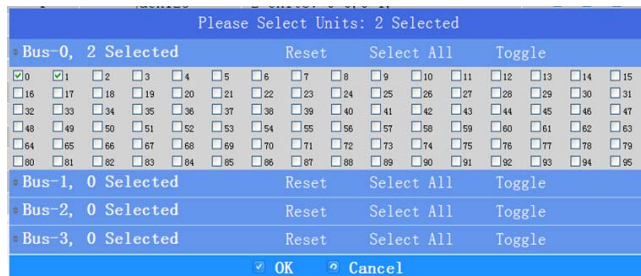 Please Select Units: 2 Selected
Bus-0, 2 Selected Reset Select All Toggle
0 1 2 3 4 5 6 7 8 9 10 11 12 13 14 15
16 17 18 19 20 21 22 23 24 25 26 27 28 29 30 31
32 33 34 35 36 37 38 39 40 41 42 43 44 45 46 47
48 49 50 51 52 53 54 55 56 57 58 59 60 61 62 63
64 65 66 67 68 69 70 71 72 73 74 75 76 77 78 79
80 81 82 83 84 85 86 87 88 89 90 91 92 93 94 95
Bus-1, 0 Selected Reset Select All Toggle
Bus-2, 0 Selected Reset Select All Toggle
Bus-3, 0 Selected Reset Select All Toggle
OK Cancel